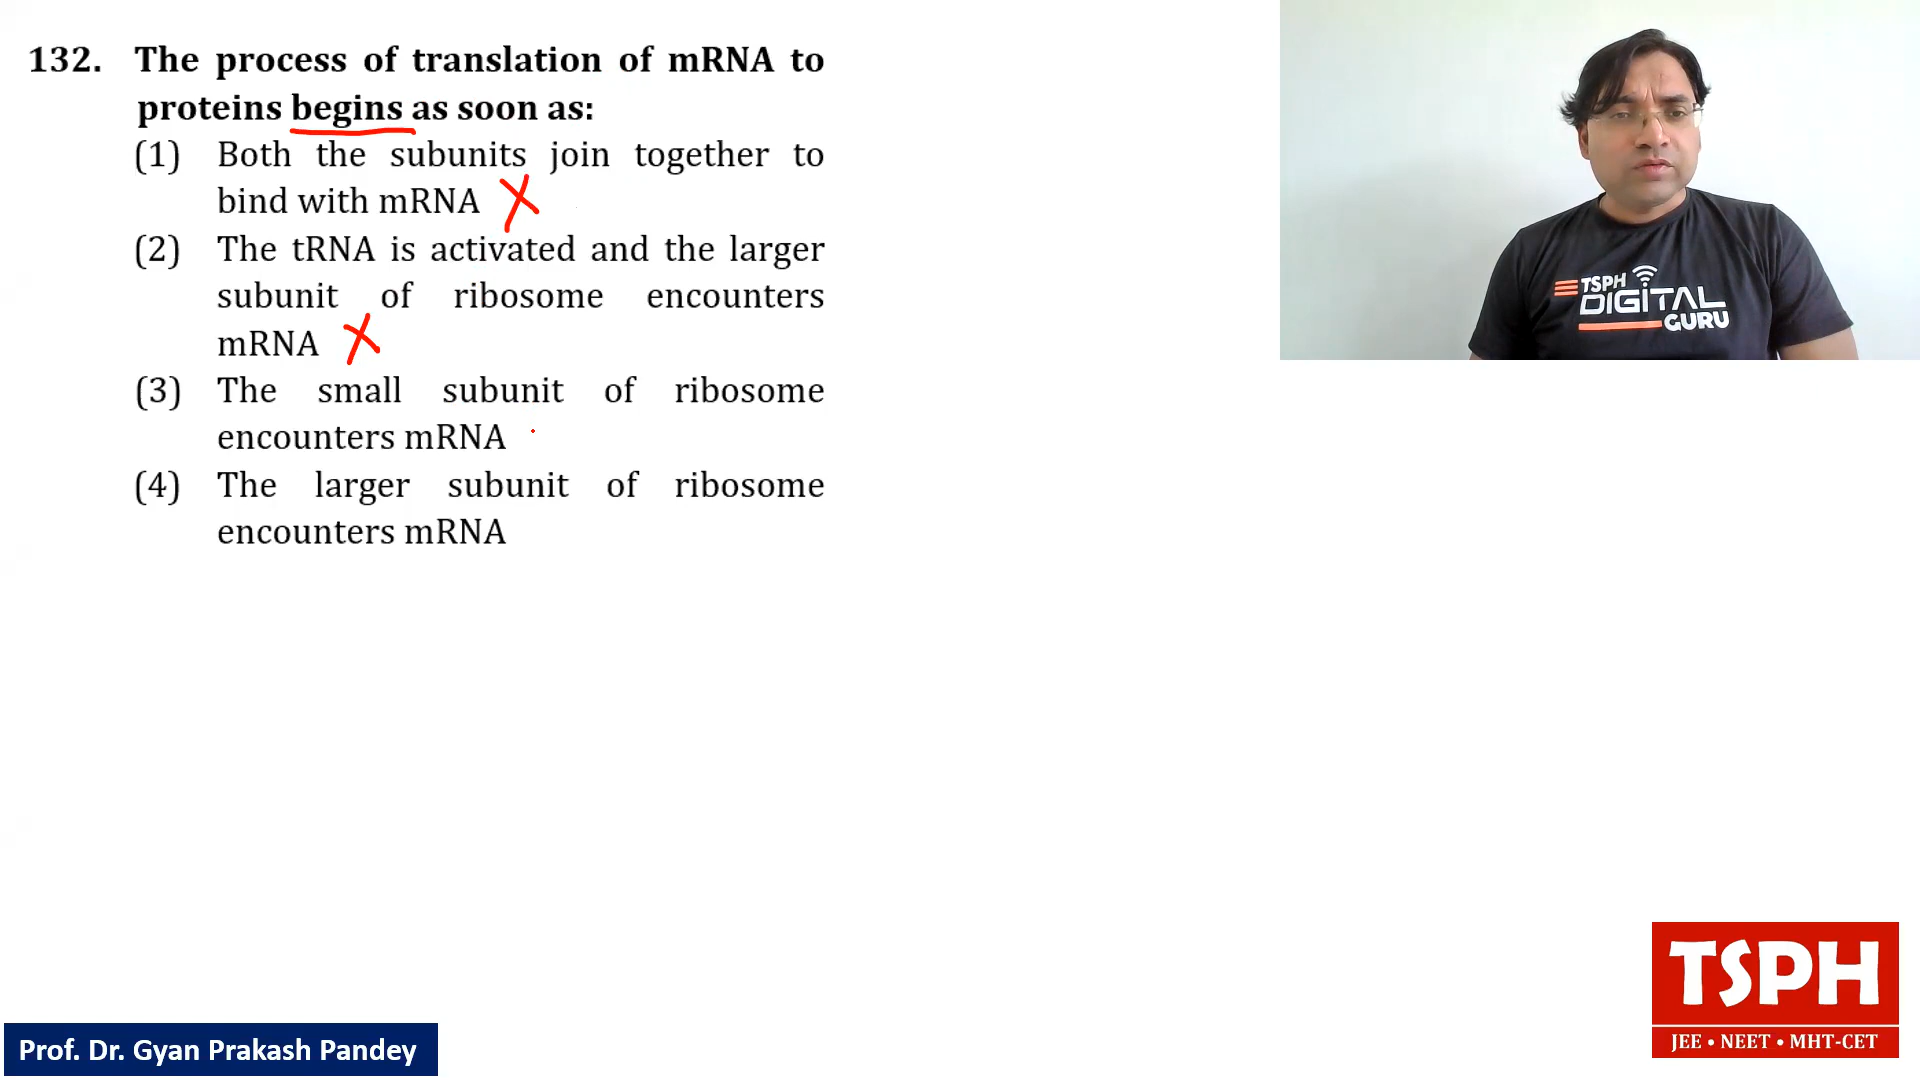 132. The process of translation of mRNA to
proteins begins as soon as:
(1) Both the subunits join together to
bind with mRNA
(2) The tRNA is activated and the larger
subunit of ribosome encounters
mRNA
(3) The small subunit of ribosome
encounters mRNA
(4) The larger subunit of ribosome
encounters mRNA
TSPH
DIGITAL
GURU
TSPH
JEE • NEET • MHT-CET
Prof. Dr. Gyan Prakash Pandey